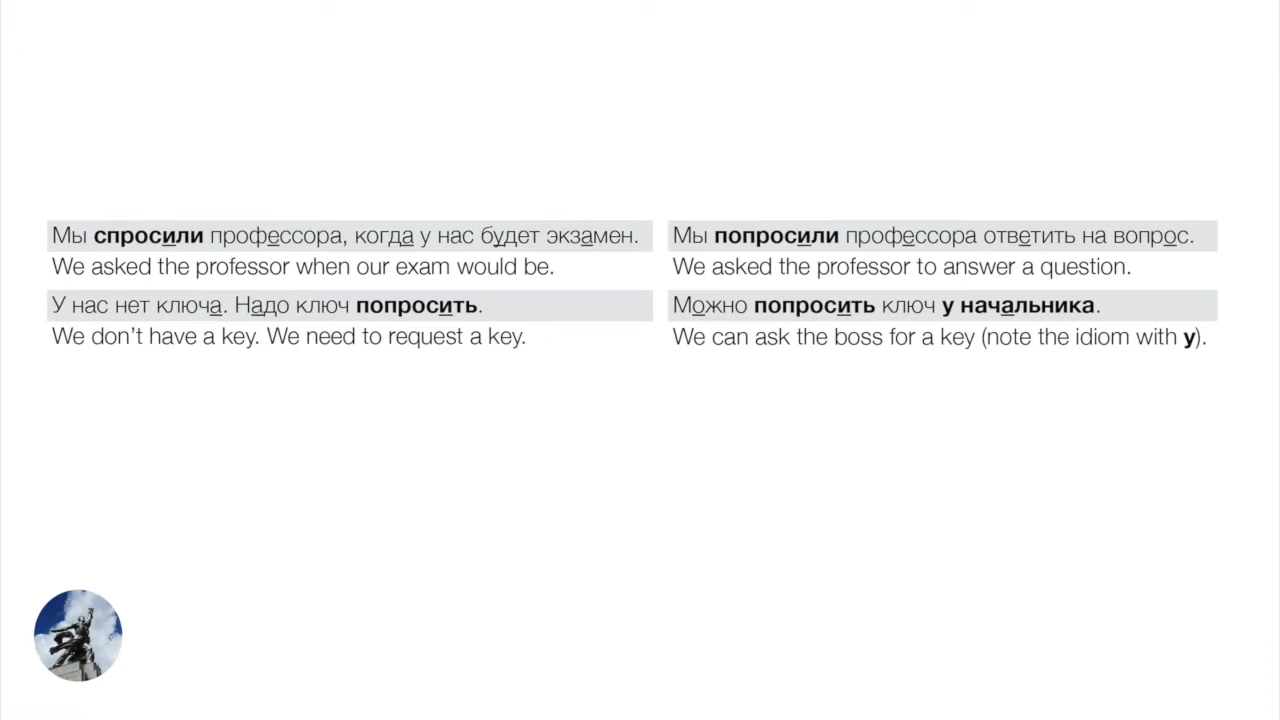 Мы спросили профессора, когда у нас будет экзамен.
We asked the professor when our exam would be.
У нас нет ключа. Надо ключ попросить.
We don't have a key. We need to request a key.
Мы попросили профессора ответить на вопрос.
We asked the professor to answer a question.
Можно попросить ключ у начальника.
We can ask the boss for a key (note the idiom with у).